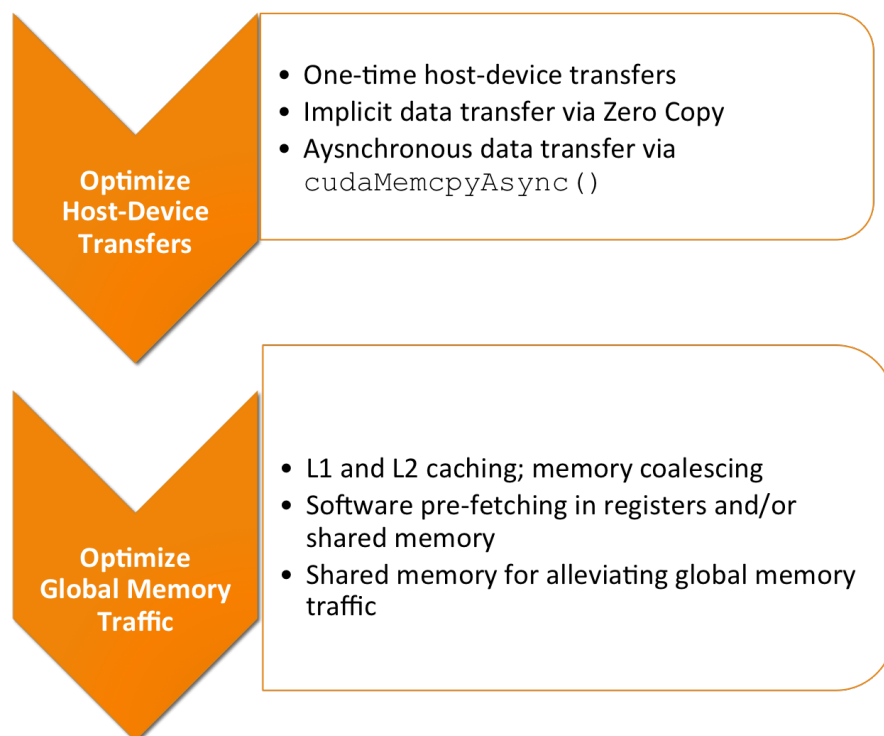 Optimize
Host-Device
Transfers
• One-time host-device transfers
• Implicit data transfer via Zero Copy
• Aysnchronous data transfer via
cudaMemcpyAsync()
Optimize
Global Memory
Traffic
• L1 and L2 caching; memory coalescing
• Software pre-fetching in registers and/or
shared memory
• Shared memory for alleviating global memory
traffic